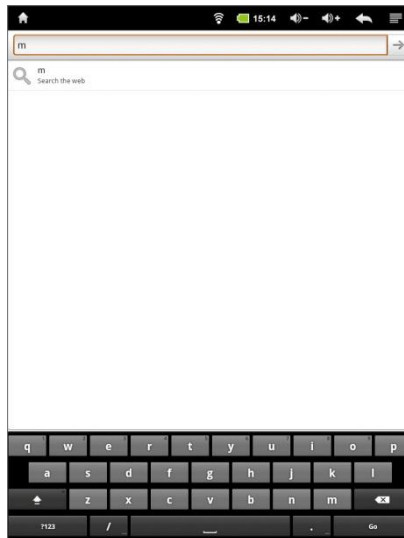 15:14
m
m
Search the web
q w e r t y u i o p
a s d f g h j k l
z x c v b n m
?123 / . Go